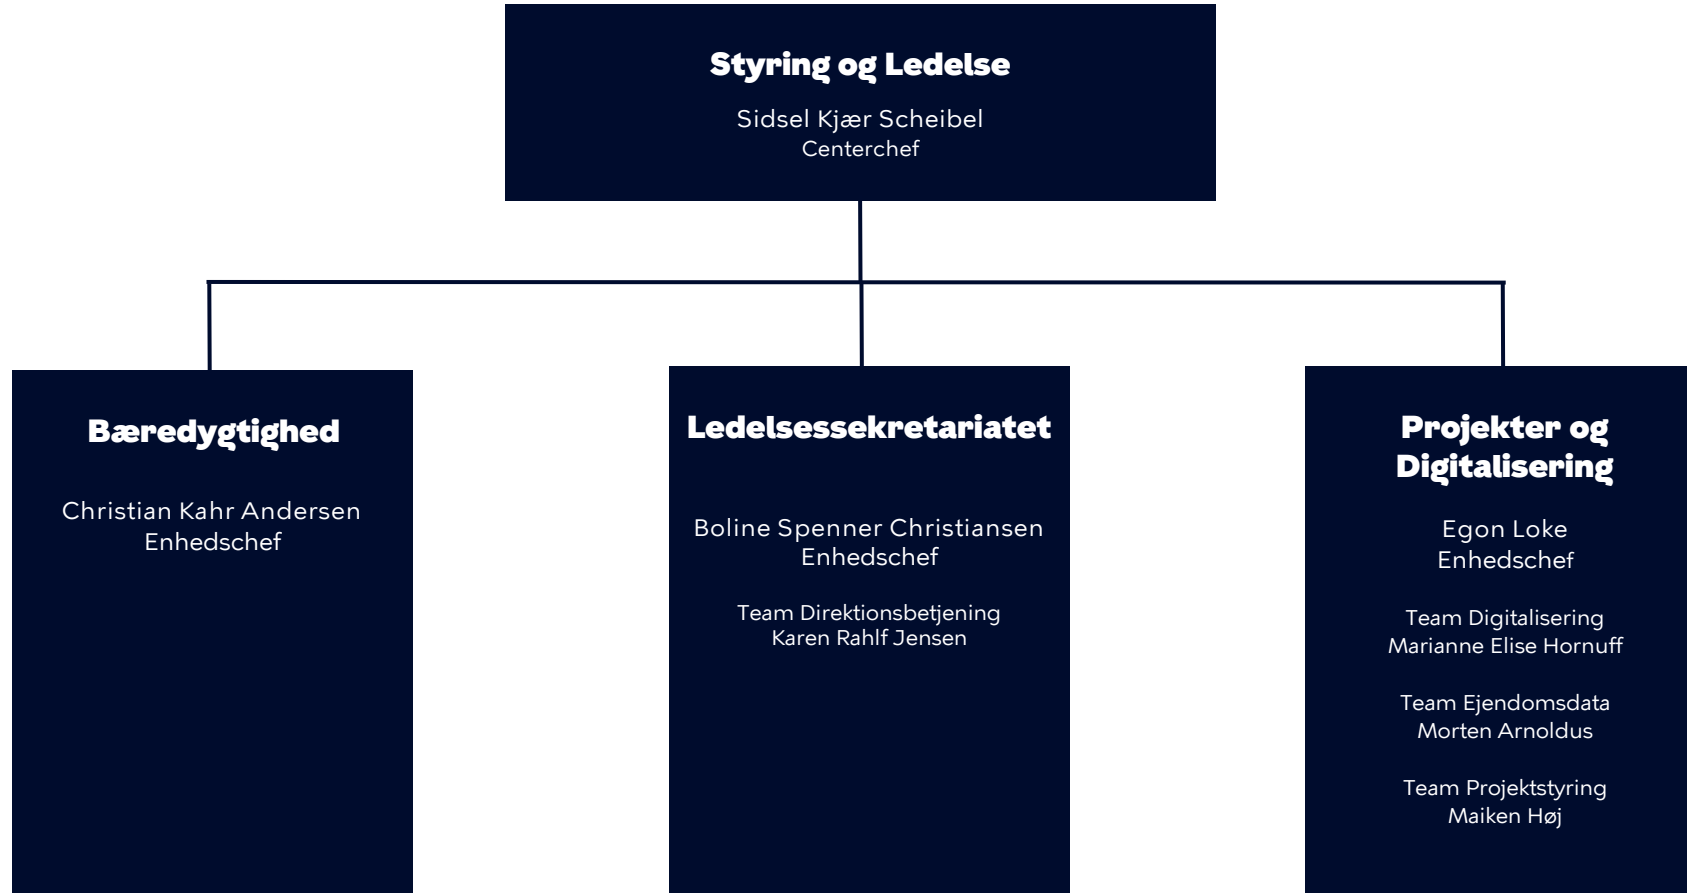 Styring og Ledelse
Sidsel Kjær Scheibel
Centerchef
Bæredygtighed
Christian Kahr Andersen
Enhedschef
Ledelsessekretariatet
Boline Spenner Christiansen
Enhedschef
Team Direktionsbetjening
Karen Rahlf Jensen
Projekter og
Digitalisering
Egon Loke
Enhedschef
Team Digitalisering
Marianne Elise Hornuff
Team Ejendomsdata
Morten Arnoldus
Team Projektstyring
Maiken Høj